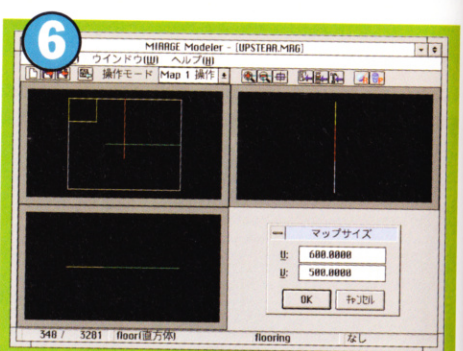 6
MIRAGE Modeler - [UPSTEAR.MRG]
ウインドウ(W) ヘルプ(H)
操作モード Map 1 操作
マップサイズ
U: 600.0000
V: 500.0000
OK キャンセル
348 / 3281 floor(直方体) flooring なし